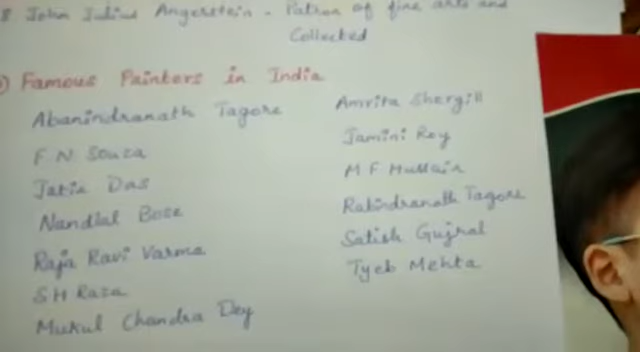 8 John Julius Angerstein - Patron of fine arts and
Collected
Famous Painters in India
Abanindranath Tagore
F N Souza
Jatin Das
Nandlal Bose
Raja Ravi Varma
S H Raza
Mukul Chandra Dey
Amrita Shergill
Jamini Roy
M F Hussain
Rabindranath Tagore
Satish Gujral
Tyeb Mehta